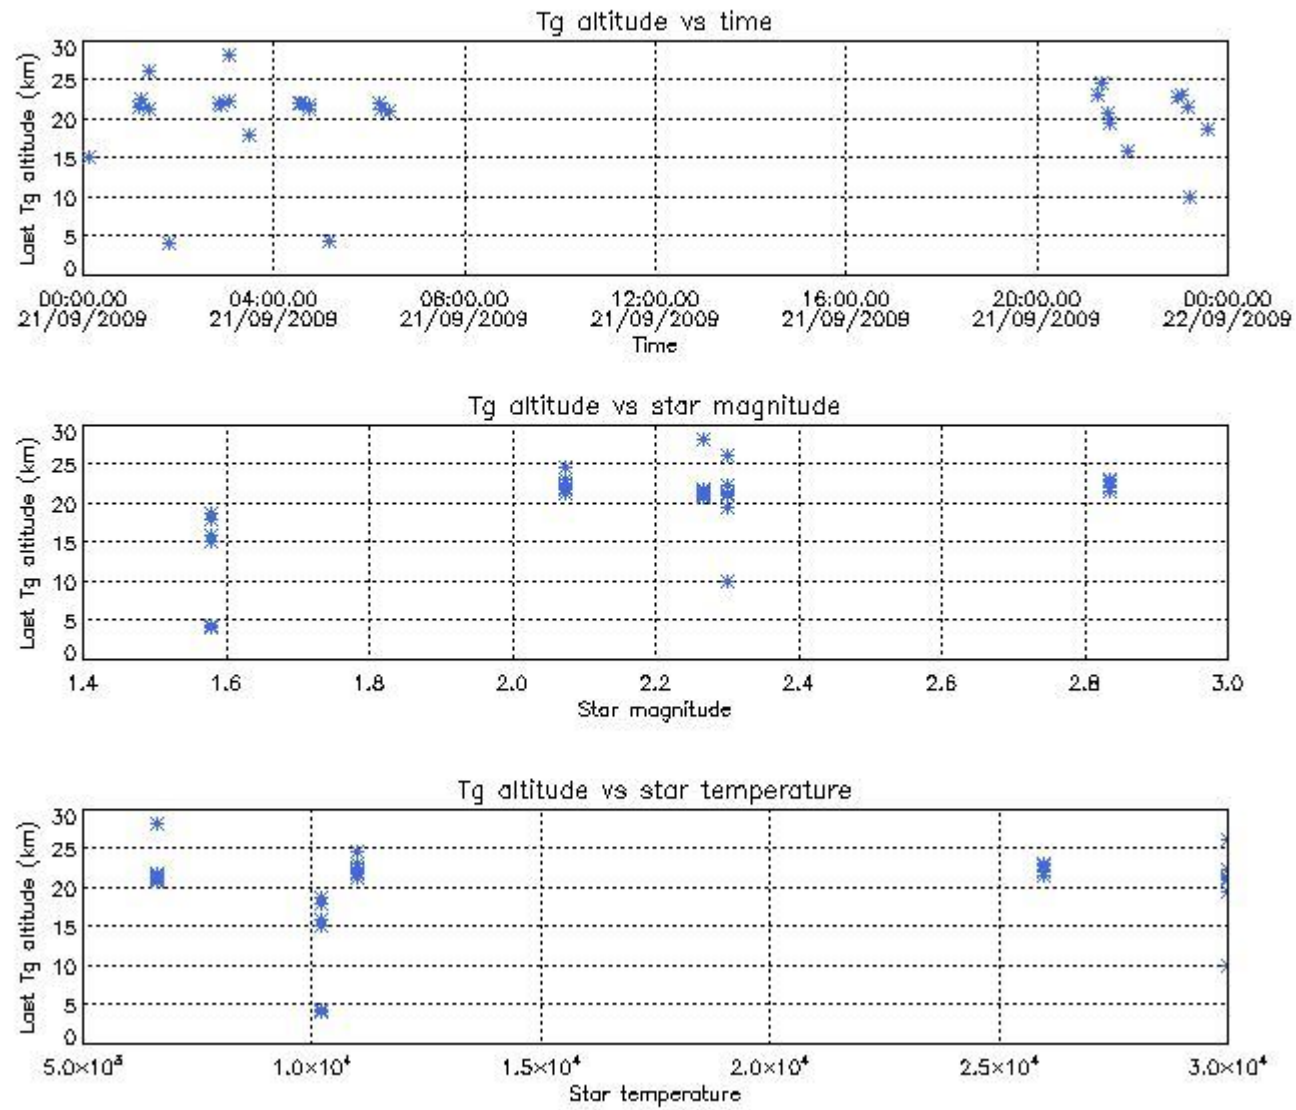 Tg altitude vs time
Last Tg altitude (km)
30
25
20
15
10
5
0
00:00.00 04:00.00 08:00.00 12:00.00 16:00.00 20:00.00 00:00.00
21/09/2009 21/09/2009 21/09/2009 21/09/2009 21/09/2009 21/09/2009 22/09/2009
Time
Tg altitude vs star magnitude
Last Tg altitude (km)
30
25
20
15
10
5
0
1.4 1.6 1.8 2.0 2.2 2.4 2.6 2.8 3.0
Star magnitude
Tg altitude vs star temperature
Last Tg altitude (km)
30
25
20
15
10
5
0
5.0×10³ 1.0×10⁴ 1.5×10⁴ 2.0×10⁴ 2.5×10⁴ 3.0×10⁴
Star temperature